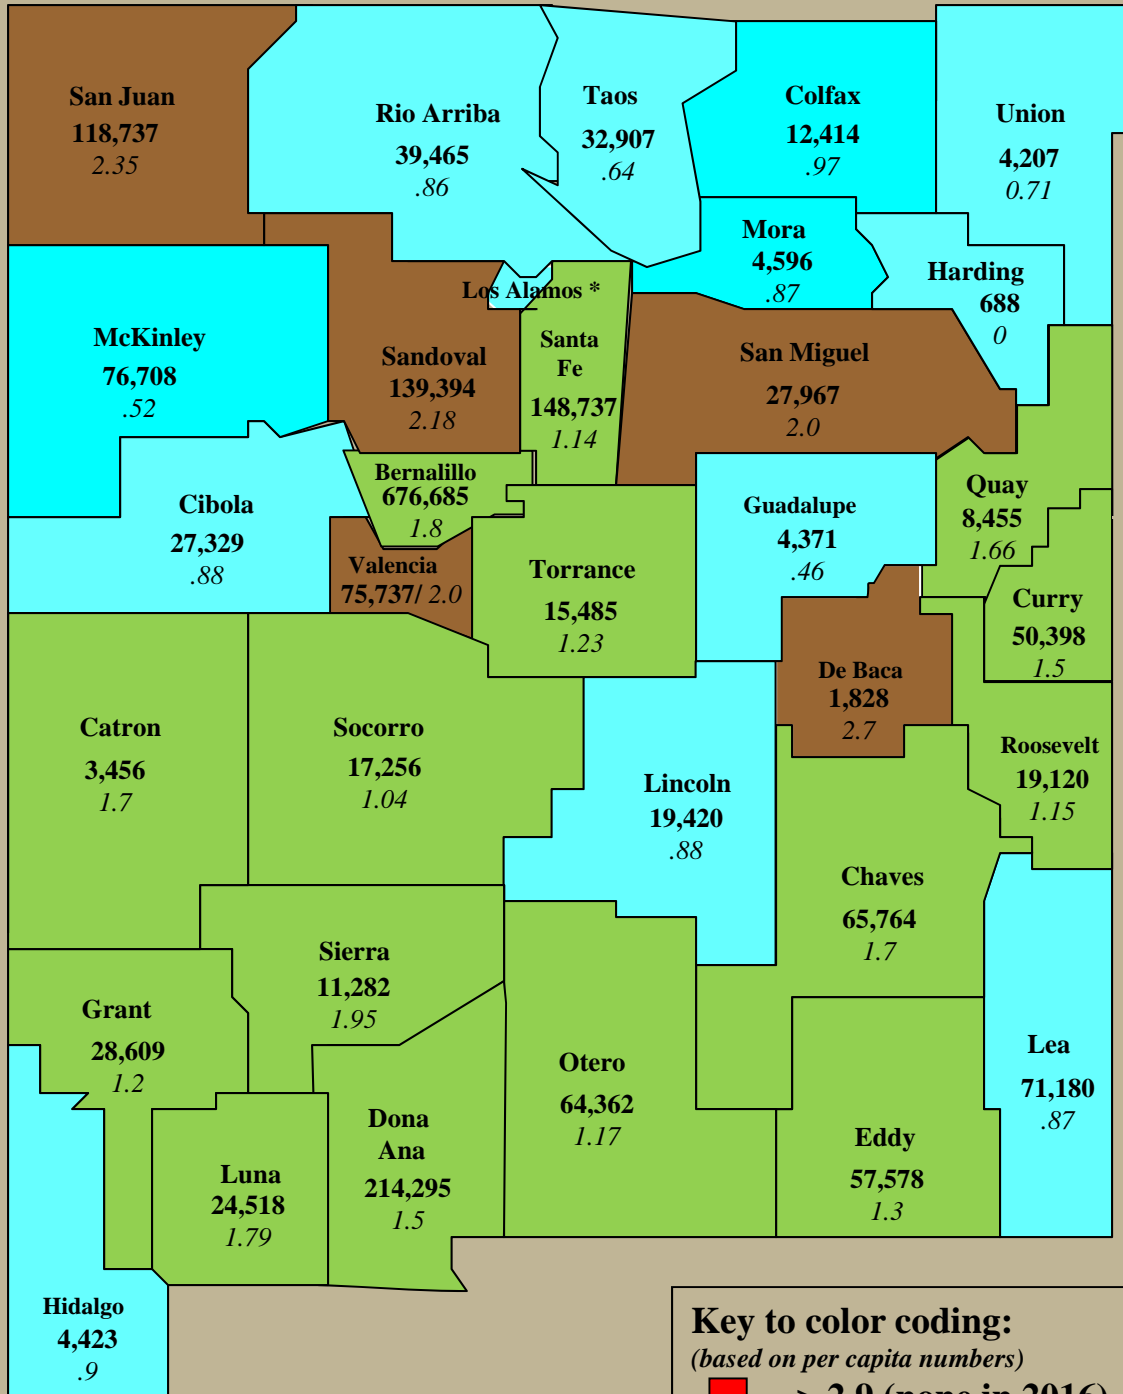 San Juan
118,737
2.35
Rio Arriba
39,465
.86
Taos
32,907
.64
Colfax
12,414
.97
Union
4,207
0.71
Mora
4,596
.87
Harding
688
0
Los Alamos *
McKinley
76,708
.52
Sandoval
139,394
2.18
Santa
Fe
148,737
1.14
San Miguel
27,967
2.0
Bernalillo
676,685
1.8
Quay
8,455
1.66
Cibola
27,329
.88
Guadalupe
4,371
.46
Valencia
75,737/ 2.0
Torrance
15,485
1.23
Curry
50,398
1.5
De Baca
1,828
2.7
Catron
3,456
1.7
Socorro
17,256
1.04
Roosevelt
19,120
1.15
Lincoln
19,420
.88
Chaves
65,764
1.7
Sierra
11,282
1.95
Grant
28,609
1.2
Otero
64,362
1.17
Lea
71,180
.87
Dona
Ana
214,295
1.5
Eddy
57,578
1.3
Luna
24,518
1.79
Hidalgo
4,423
.9
Key to color coding:
(based on per capita numbers)
> 2.9 (none in 2016)